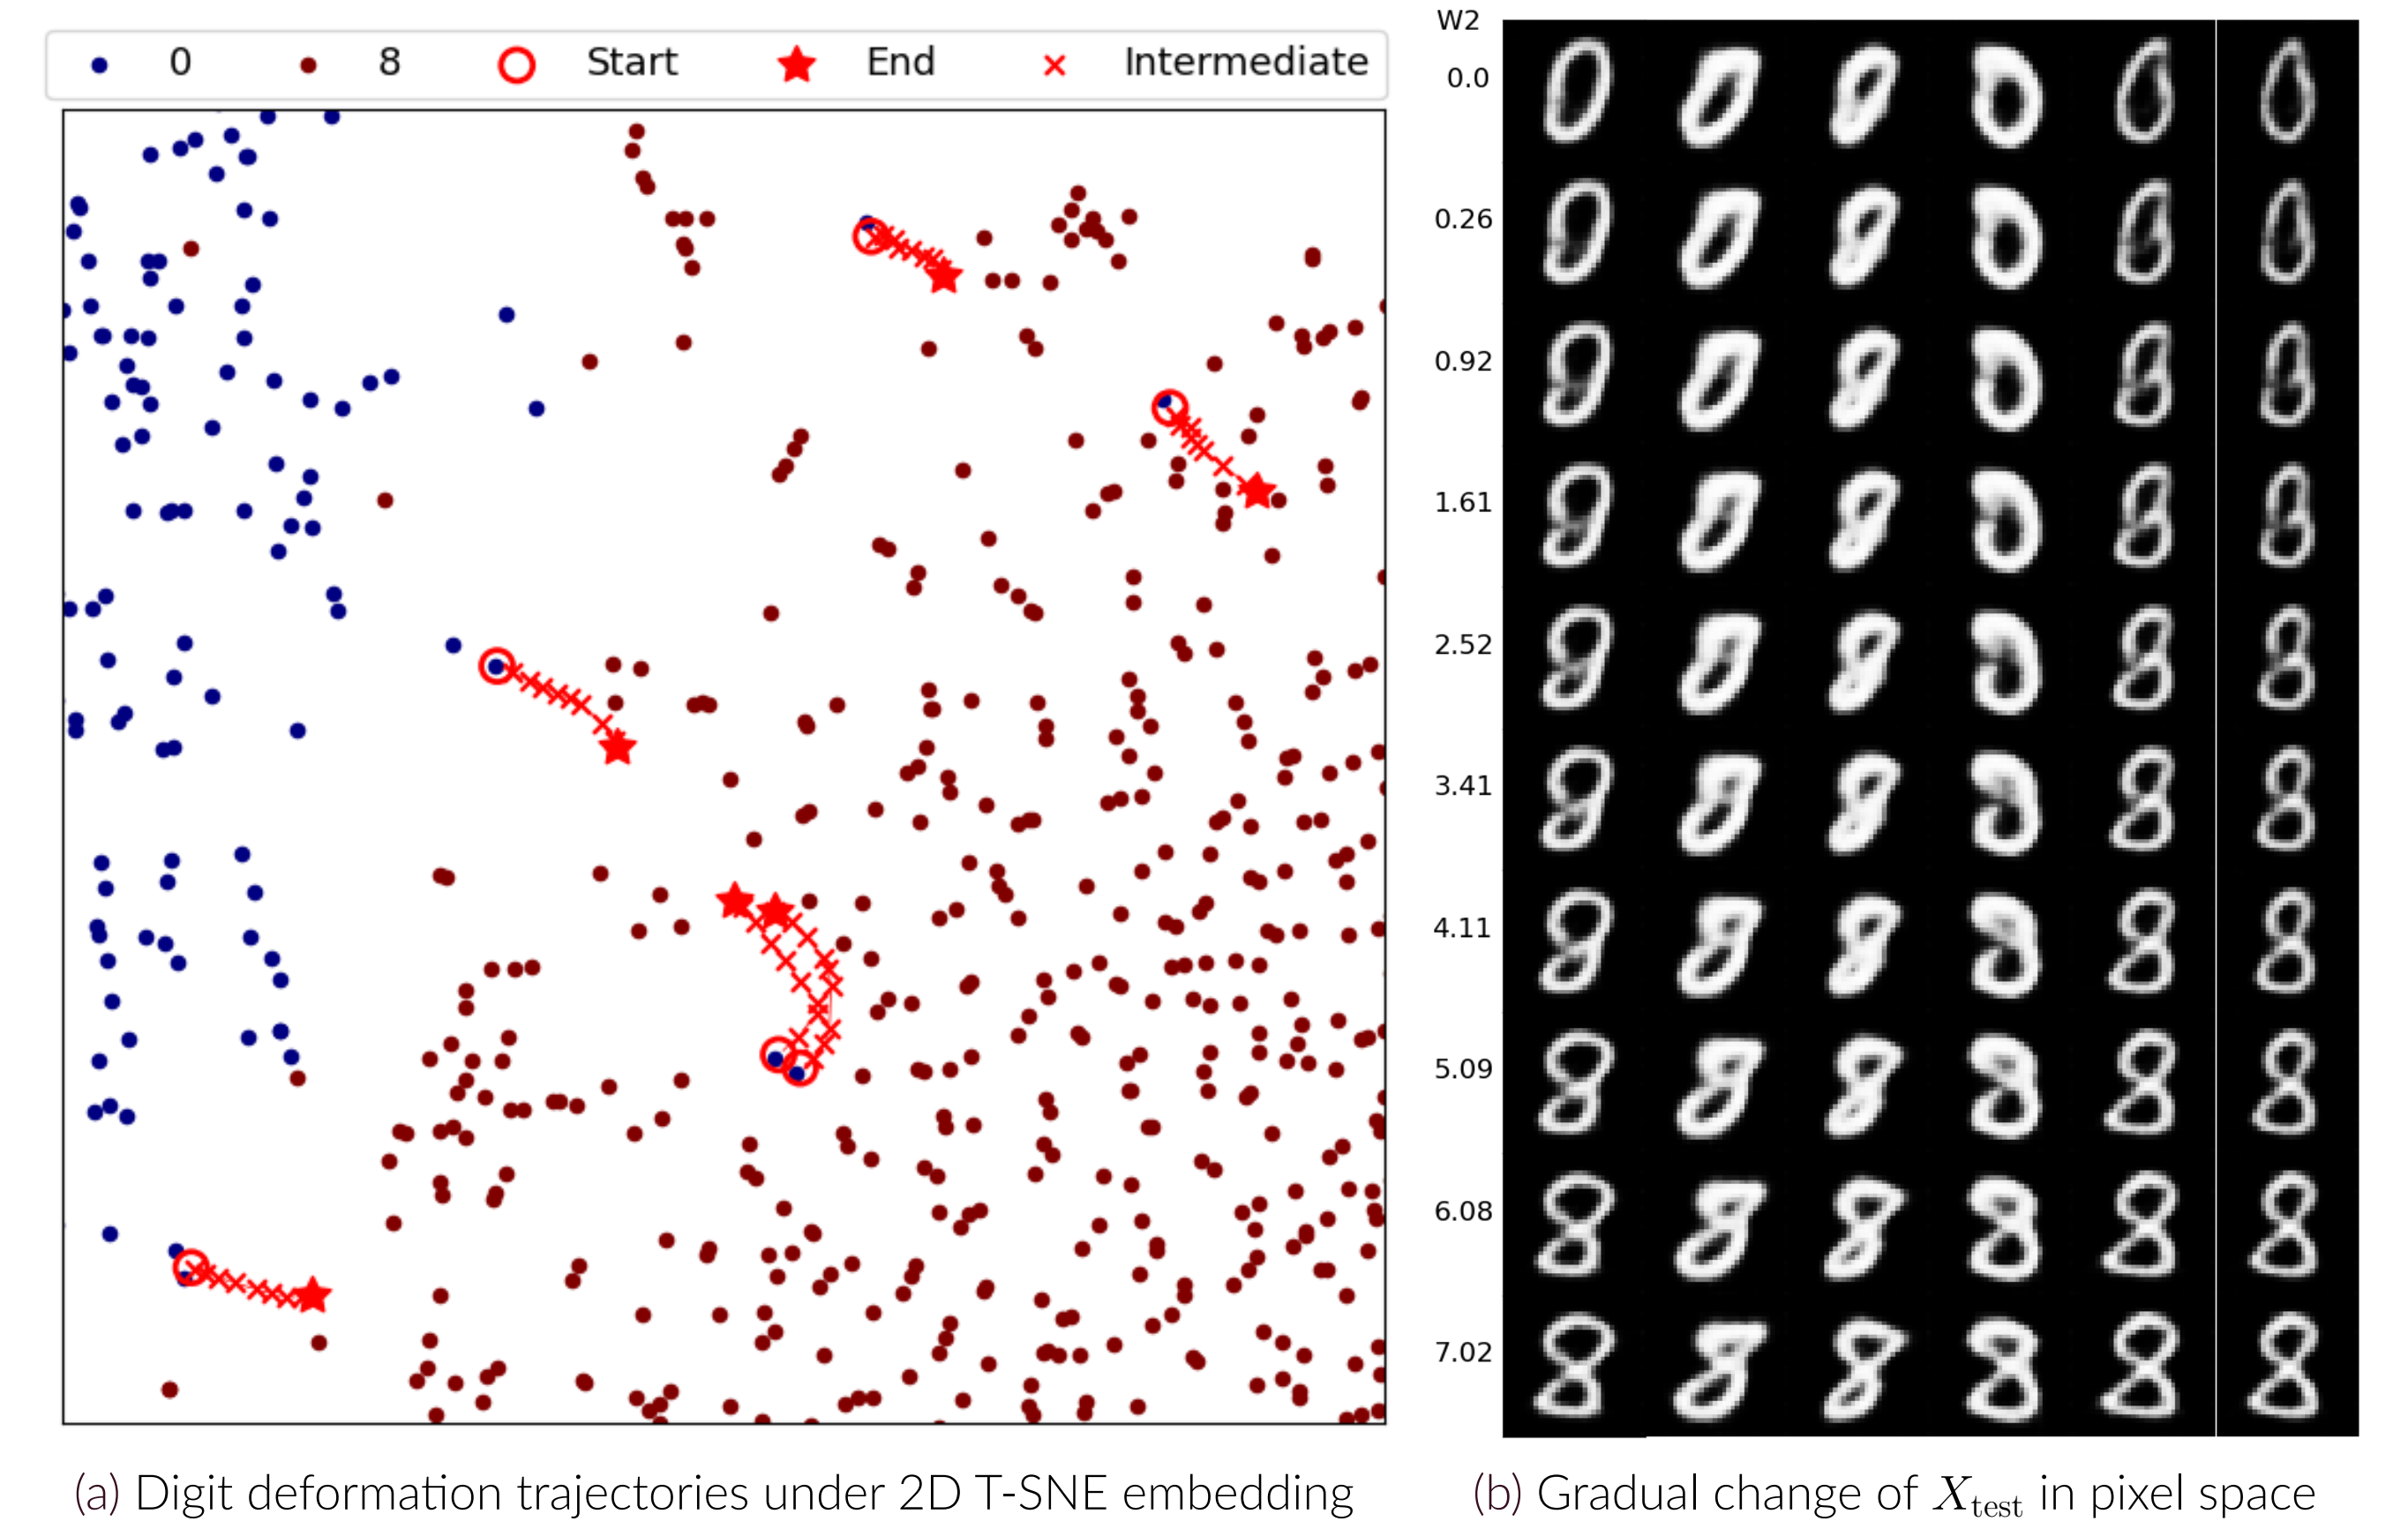 0 8 Start End Intermediate
W2
0.0
0.26
0.92
1.61
2.52
3.41
4.11
5.09
6.08
7.02
(a) Digit deformation trajectories under 2D T-SNE embedding
(b) Gradual change of X_test in pixel space